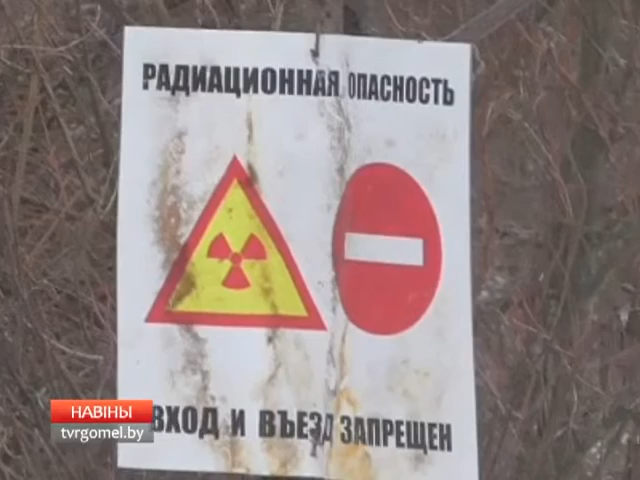 РАДИАЦИОННАЯ ОПАСНОСТЬ
ВХОД И ВЪЕЗД ЗАПРЕЩЕН
НАВІНЫ
tvrgomel.by